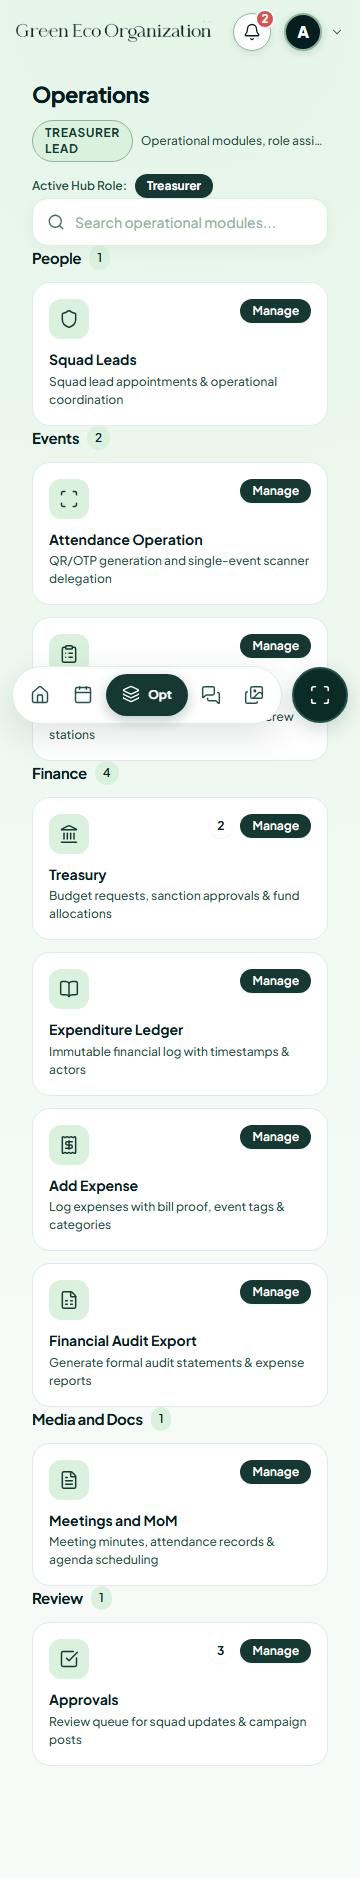 Green Eco Organization
2
A
Operations
TREASURER
LEAD
Operational modules, role assi...
Active Hub Role:
Treasurer
Search operational modules...
People 1
Manage
Squad Leads
Squad lead appointments & operational
coordination
Events 2
Manage
Attendance Operation
QR/OTP generation and single-event scanner
delegation
Manage
Opt
crew
stations
Finance 4
2 Manage
Treasury
Budget requests, sanction approvals & fund
allocations
Manage
Expenditure Ledger
Immutable financial log with timestamps &
actors
Manage
Add Expense
Log expenses with bill proof, event tags &
categories
Manage
Financial Audit Export
Generate formal audit statements & expense
reports
Media and Docs 1
Manage
Meetings and MoM
Meeting minutes, attendance records &
agenda scheduling
Review 1
3 Manage
Approvals
Review queue for squad updates & campaign
posts